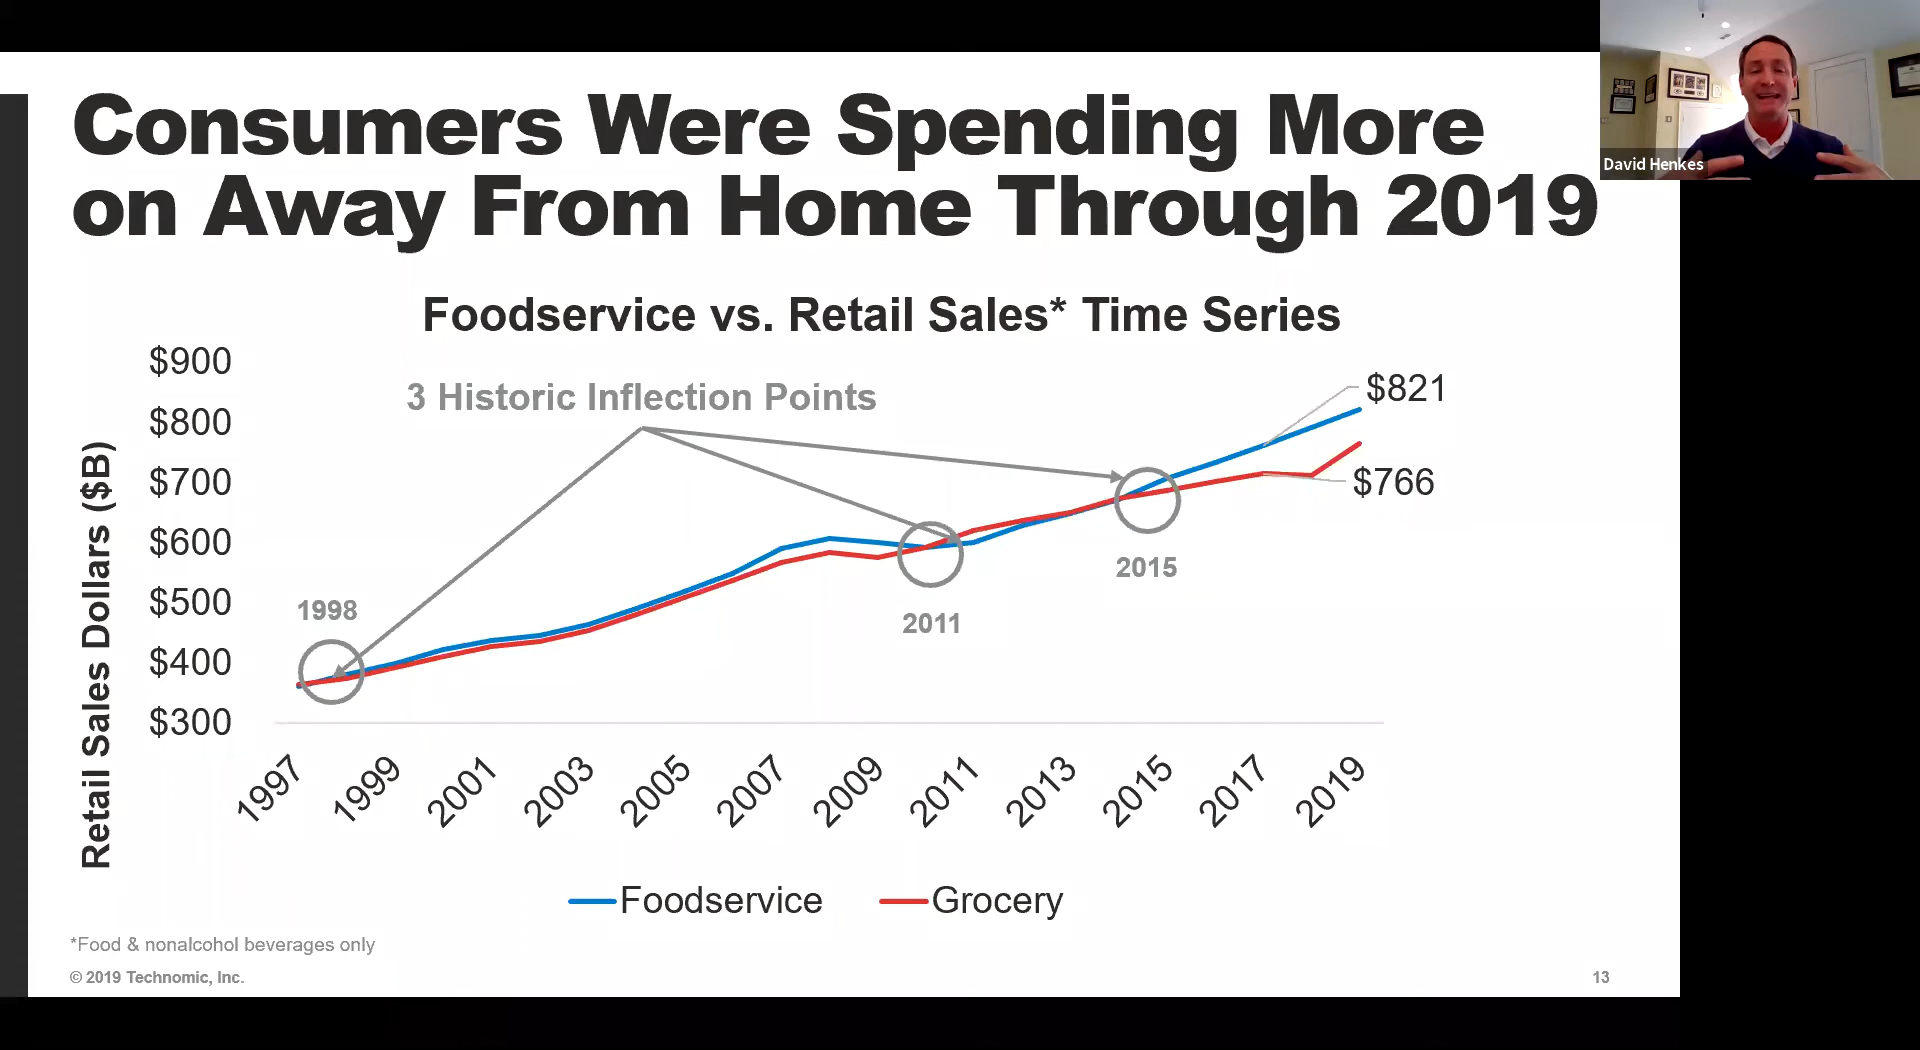 Consumers Were Spending More
on Away From Home Through 2019
David Henkes
Foodservice vs. Retail Sales* Time Series
3 Historic Inflection Points
Retail Sales Dollars ($B)
$900
$800
$700
$600
$500
$400
$300
$821
$766
1998
2011
2015
1997
1999
2001
2003
2005
2007
2009
2011
2013
2015
2017
2019
Foodservice
Grocery
*Food & nonalcohol beverages only
© 2019 Technomic, Inc.
13